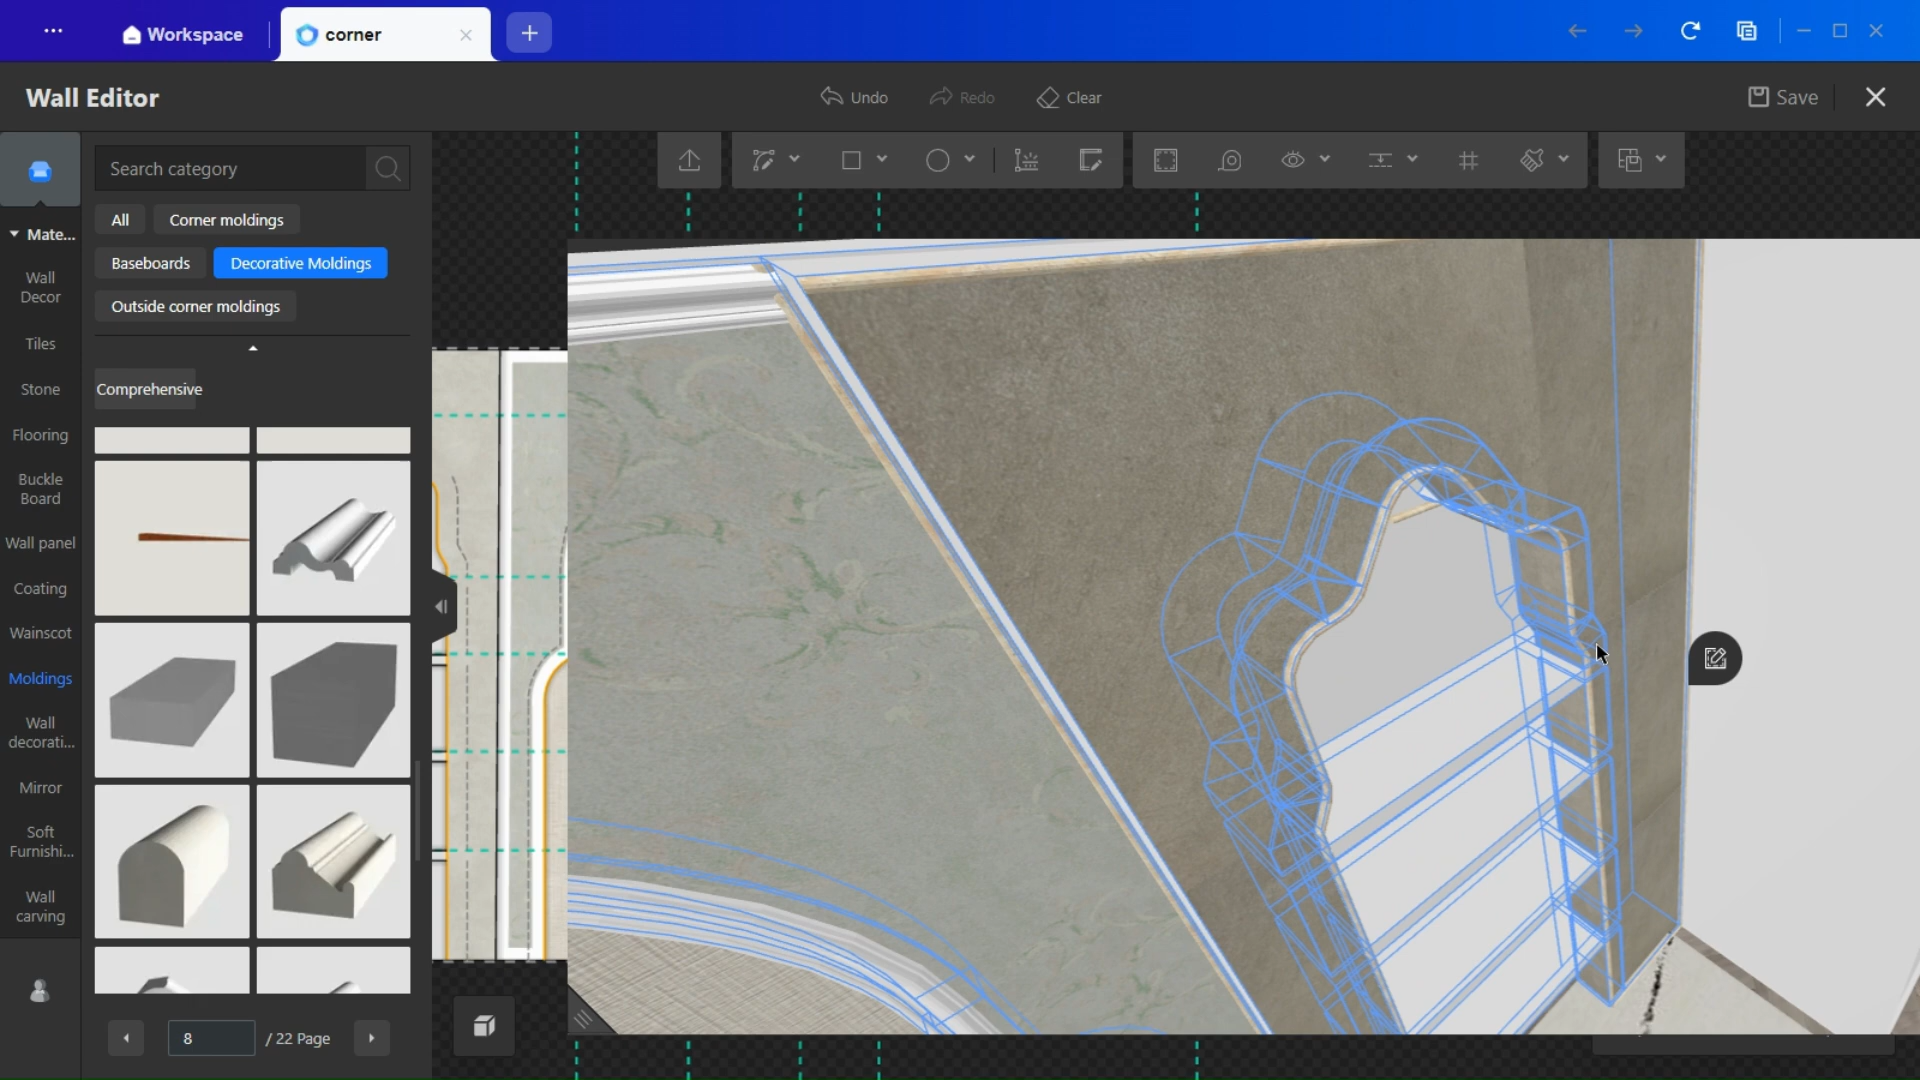 Workspace
corner
Wall Editor
Undo
Redo
Clear
Save
Search category
All
Corner moldings
Baseboards
Decorative Moldings
Outside corner moldings
Comprehensive
Mate...
Wall
Decor
Tiles
Stone
Flooring
Buckle
Board
Wall panel
Coating
Wainscot
Moldings
Wall
decorati...
Mirror
Soft
Furnishi...
Wall
carving
8 / 22 Page